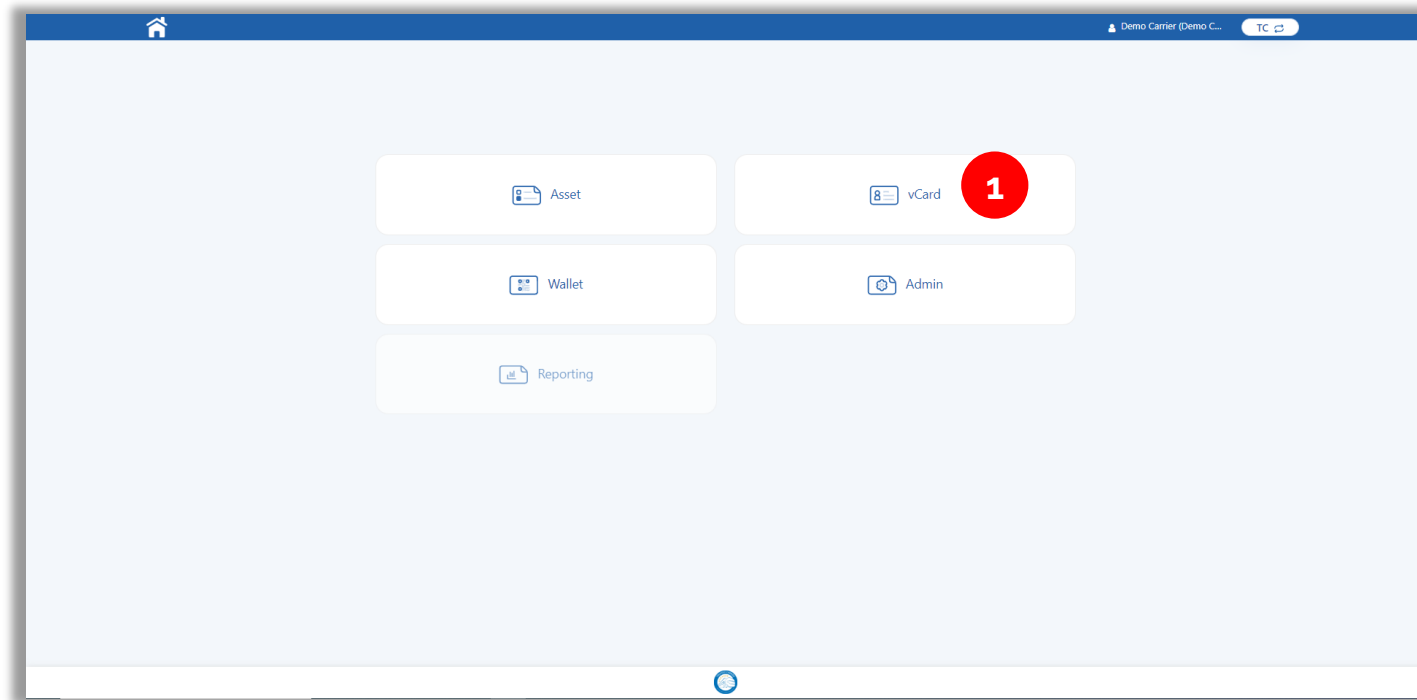 Demo Carrier (Demo C...
TC
Asset
vCard
1
Wallet
Admin
Reporting